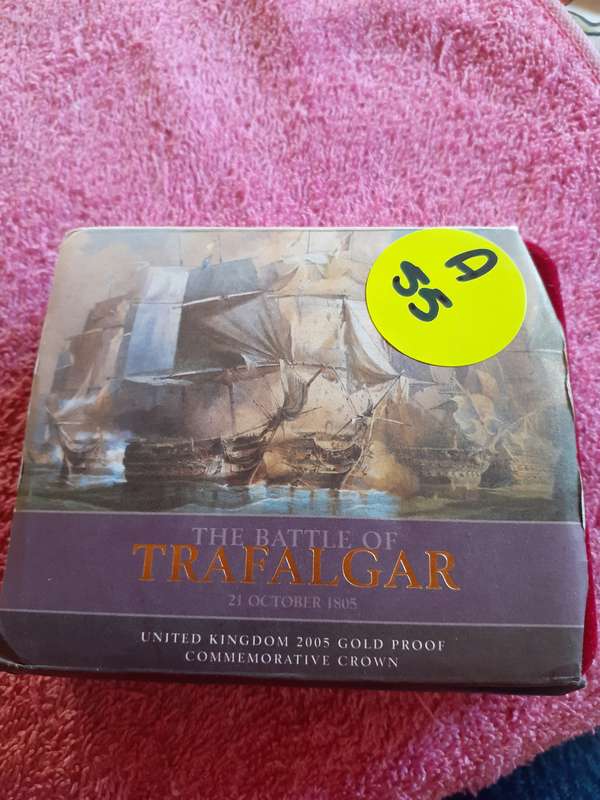 A
55
THE BATTLE OF
TRAFALGAR
21 OCTOBER 1805
UNITED KINGDOM 2005 GOLD PROOF
COMMEMORATIVE CROWN